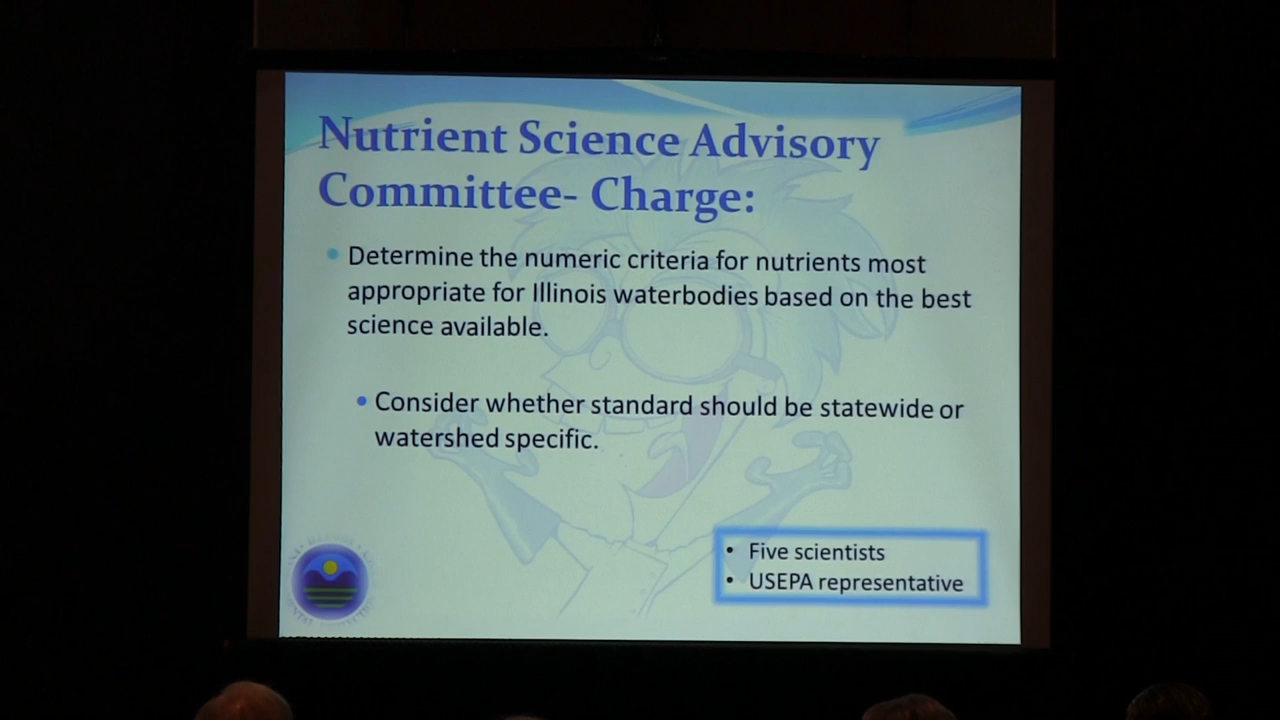 Nutrient Science Advisory
Committee- Charge:
• Determine the numeric criteria for nutrients most
appropriate for Illinois waterbodies based on the best
science available.
• Consider whether standard should be statewide or
watershed specific.
• Five scientists
• USEPA representative